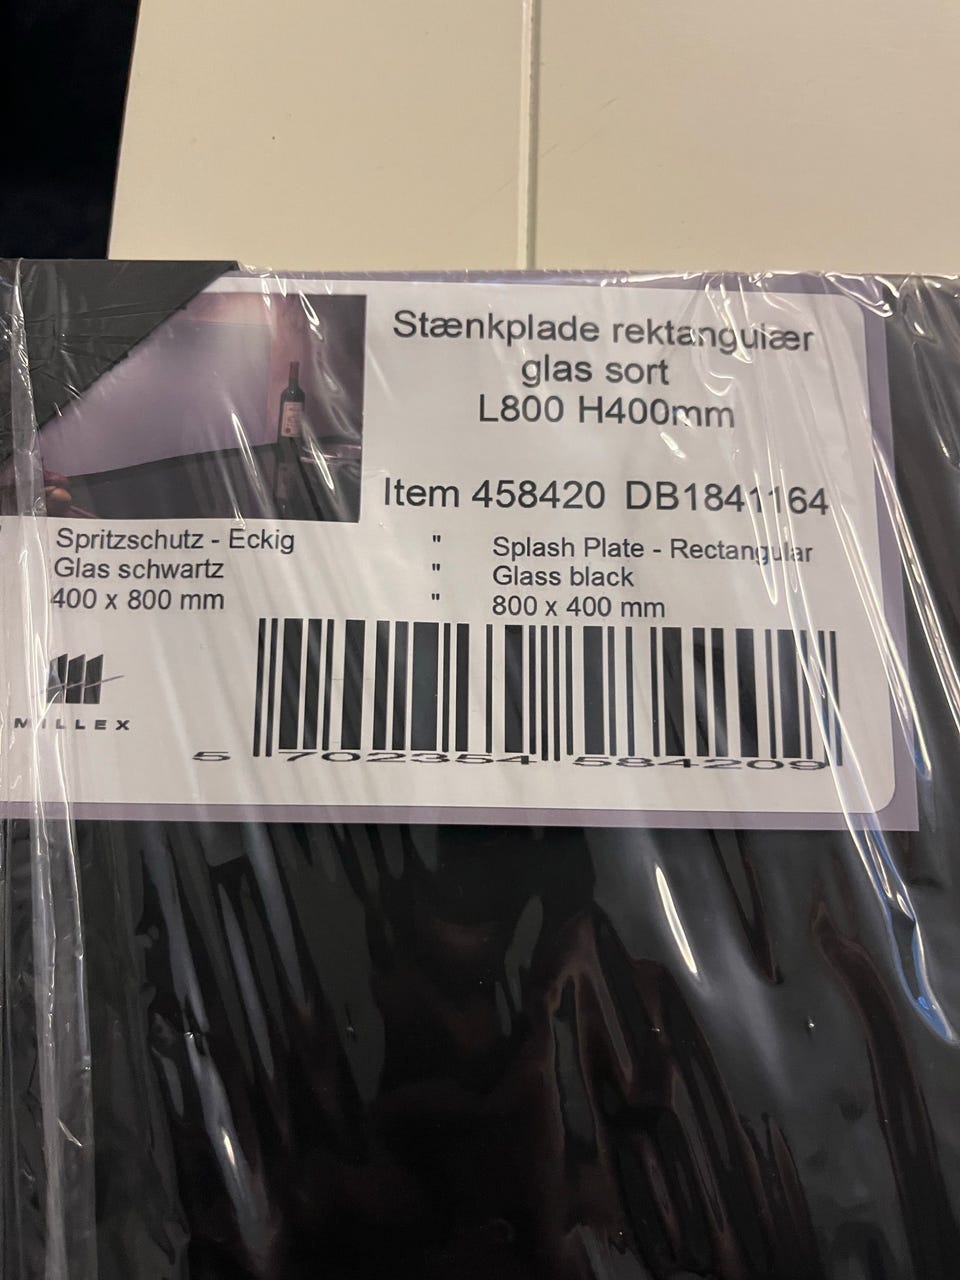 Stænkplade rektangulær
glas sort
L800 H400mm
Item 458420 DB1841164
Spritzschutz - Eckig " Splash Plate - Rectangular
Glas schwartz " Glass black
400 x 800 mm " 800 x 400 mm
MILLEX
5 702354 584209